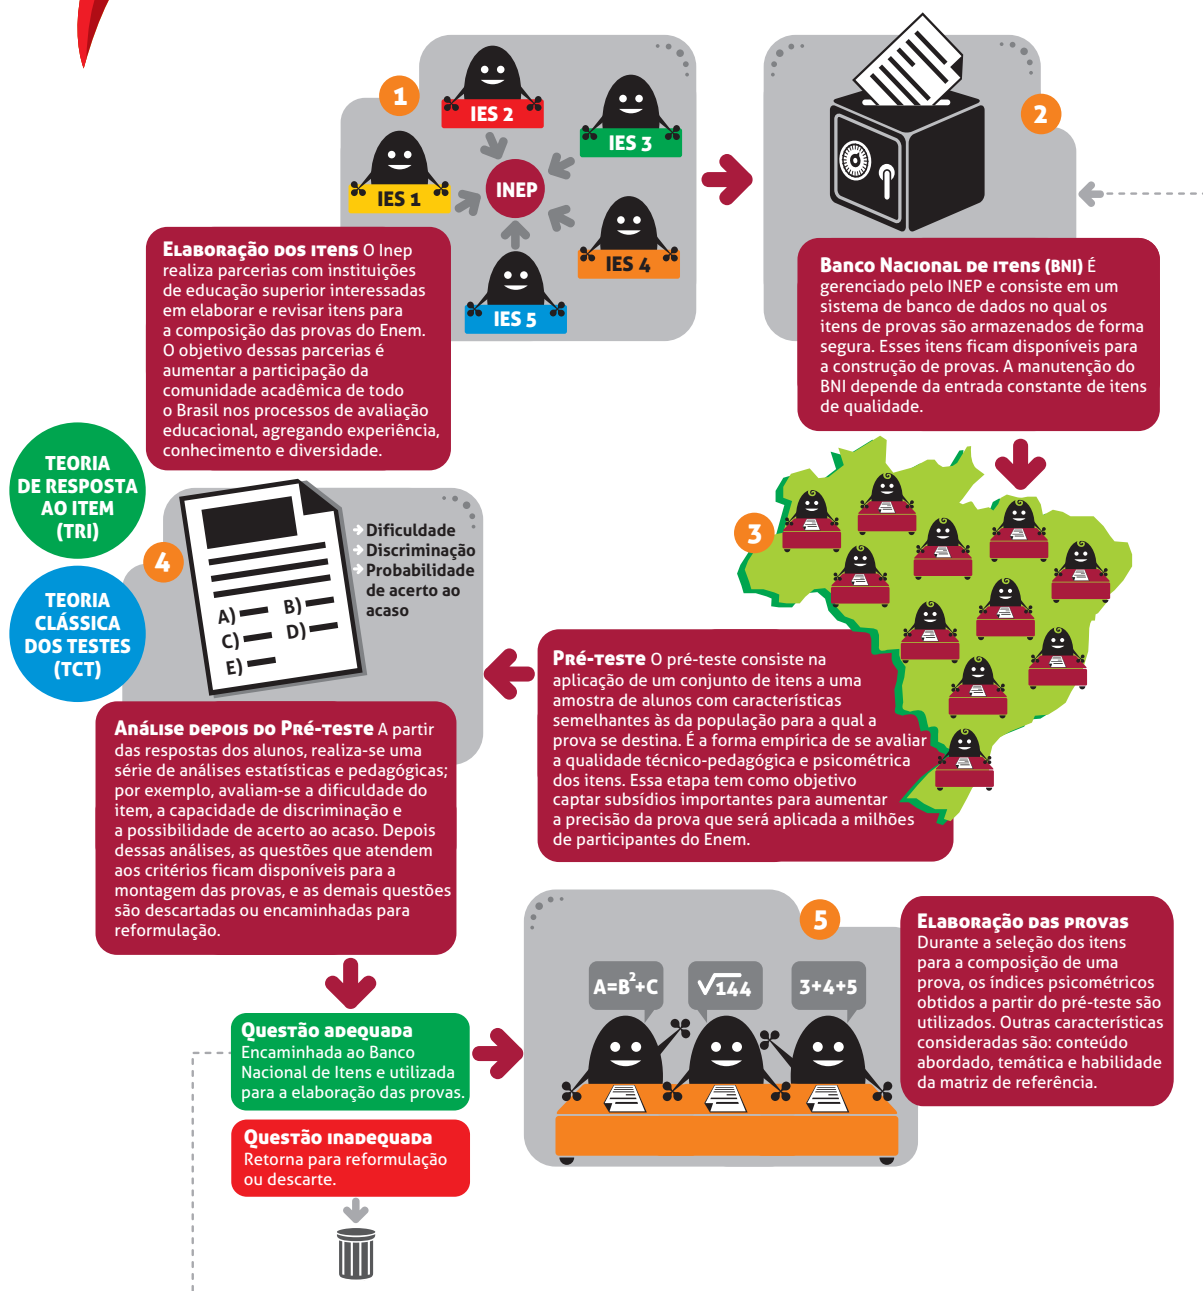 1
IES 2
IES 3
IES 1
INEP
IES 4
IES 5
Elaboração dos itens O Inep
realiza parcerias com instituições
de educação superior interessadas
em elaborar e revisar itens para
a composição das provas do Enem.
O objetivo dessas parcerias é
aumentar a participação da
comunidade acadêmica de todo
o Brasil nos processos de avaliação
educacional, agregando experiência,
conhecimento e diversidade.
2
Banco Nacional de itens (BNI) É
gerenciado pelo INEP e consiste em um
sistema de banco de dados no qual os
itens de provas são armazenados de forma
segura. Esses itens ficam disponíveis para
a construção de provas. A manutenção do
BNI depende da entrada constante de itens
de qualidade.
3
Pré-teste O pré-teste consiste na
aplicação de um conjunto de itens a uma
amostra de alunos com características
semelhantes às da população para a qual a
prova se destina. É a forma empírica de se avaliar
a qualidade técnico-pedagógica e psicométrica
dos itens. Essa etapa tem como objetivo
captar subsídios importantes para aumentar
a precisão da prova que será aplicada a milhões
de participantes do Enem.
TEORIA
DE RESPOSTA
AO ITEM
(TRI)
TEORIA
CLÁSSICA
DOS TESTES
(TCT)
4
A) B)
C) D)
E)
Dificuldade
Discriminação
Probabilidade
de acerto ao
acaso
Análise depois do Pré-teste A partir
das respostas dos alunos, realiza-se uma
série de análises estatísticas e pedagógicas;
por exemplo, avaliam-se a dificuldade do
item, a capacidade de discriminação e
a possibilidade de acerto ao acaso. Depois
dessas análises, as questões que atendem
aos critérios ficam disponíveis para a
montagem das provas, e as demais questões
são descartadas ou encaminhadas para
reformulação.
Questão adequada
Encaminhada ao Banco
Nacional de Itens e utilizada
para a elaboração das provas.
Questão inadequada
Retorna para reformulação
ou descarte.
5
A=B²+C
√144
3+4+5
Elaboração das provas
Durante a seleção dos itens
para a composição de uma
prova, os índices psicométricos
obtidos a partir do pré-teste são
utilizados. Outras características
consideradas são: conteúdo
abordado, temática e habilidade
da matriz de referência.